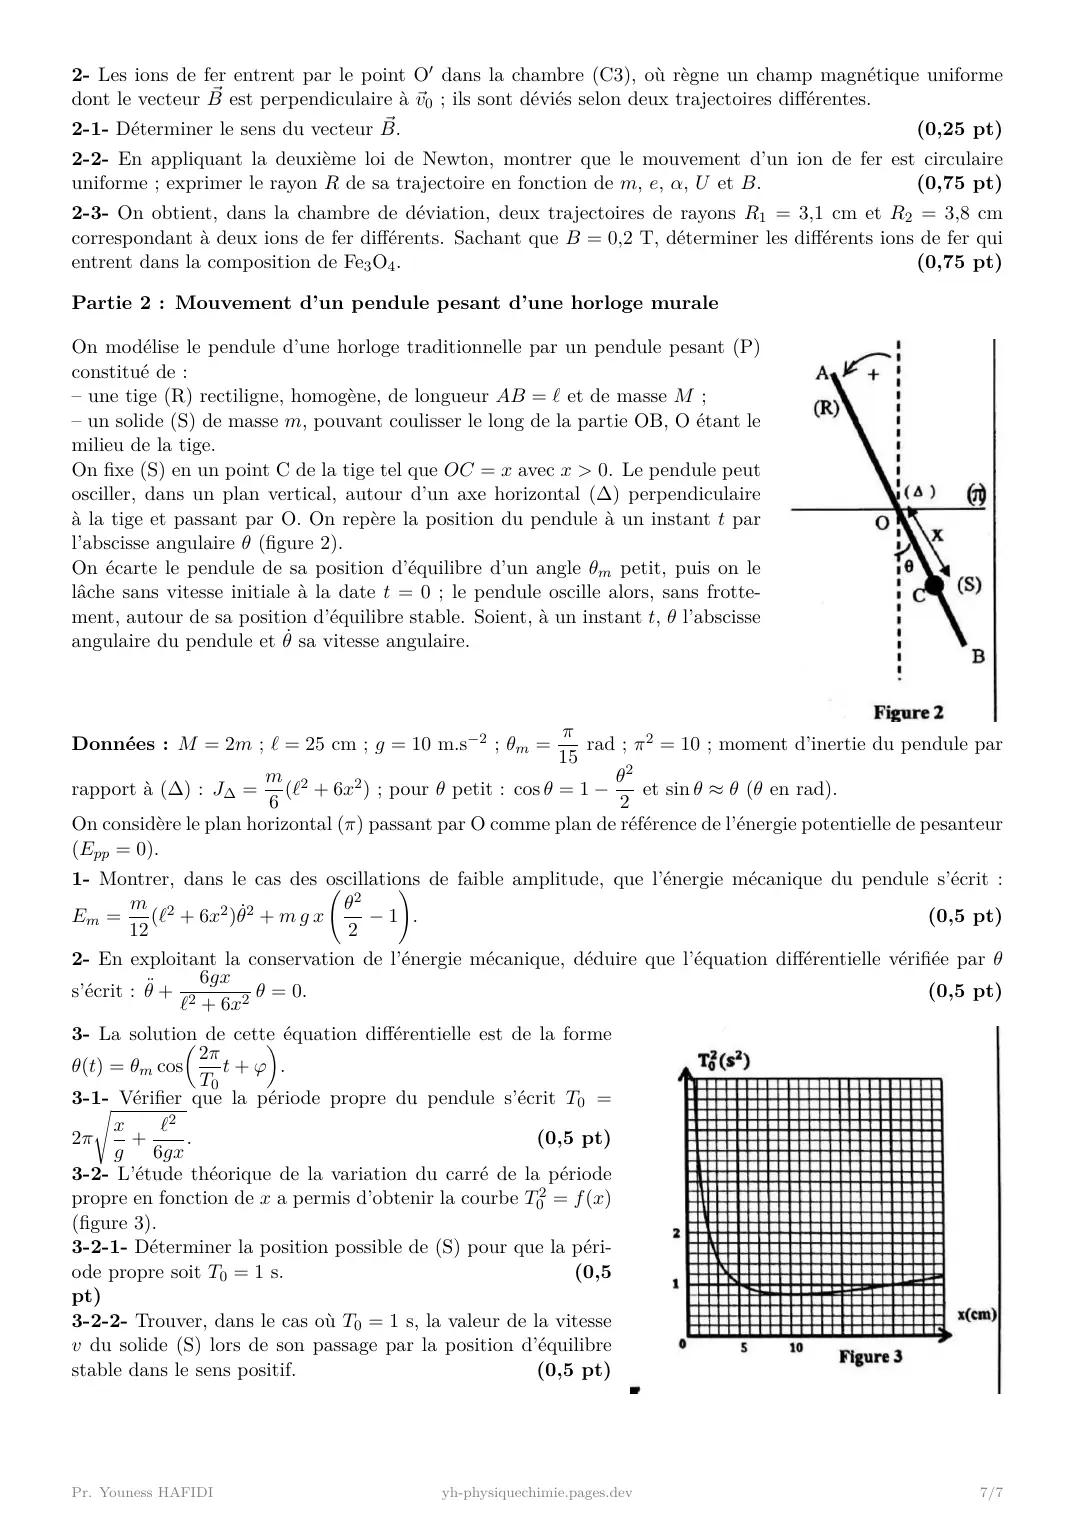 2- Les ions de fer entrent par le point O′ dans la chambre (C3), où règne un champ magnétique uniforme
dont le vecteur B⃗ est perpendiculaire à v⃗₀ ; ils sont déviés selon deux trajectoires différentes.
2-1- Déterminer le sens du vecteur B⃗. (0,25 pt)
2-2- En appliquant la deuxième loi de Newton, montrer que le mouvement d'un ion de fer est circulaire
uniforme ; exprimer le rayon R de sa trajectoire en fonction de m, e, α, U et B. (0,75 pt)
2-3- On obtient, dans la chambre de déviation, deux trajectoires de rayons R₁ = 3,1 cm et R₂ = 3,8 cm
correspondant à deux ions de fer différents. Sachant que B = 0,2 T, déterminer les différents ions de fer qui
entrent dans la composition de Fe₃O₄. (0,75 pt)
Partie 2 : Mouvement d'un pendule pesant d'une horloge murale
On modélise le pendule d'une horloge traditionnelle par un pendule pesant (P)
constitué de :
– une tige (R) rectiligne, homogène, de longueur AB = ℓ et de masse M ;
– un solide (S) de masse m, pouvant coulisser le long de la partie OB, O étant le
milieu de la tige.
On fixe (S) en un point C de la tige tel que OC = x avec x > 0. Le pendule peut
osciller, dans un plan vertical, autour d'un axe horizontal (Δ) perpendiculaire
à la tige et passant par O. On repère la position du pendule à un instant t par
l'abscisse angulaire θ (figure 2).
On écarte le pendule de sa position d'équilibre d'un angle θₘ petit, puis on le
lâche sans vitesse initiale à la date t = 0 ; le pendule oscille alors, sans frotte-
ment, autour de sa position d'équilibre stable. Soient, à un instant t, θ l'abscisse
angulaire du pendule et θ̇ sa vitesse angulaire.
A
+
(R)
(Δ)
(π)
O
x
θ
(S)
C
B
Figure 2
Données : M = 2m ; ℓ = 25 cm ; g = 10 m.s⁻² ; θₘ = π/15 rad ; π² = 10 ; moment d'inertie du pendule par
rapport à (Δ) : J_Δ = m/6 (ℓ² + 6x²) ; pour θ petit : cos θ = 1 − θ²/2 et sin θ ≈ θ (θ en rad).
On considère le plan horizontal (π) passant par O comme plan de référence de l'énergie potentielle de pesanteur
(Epp = 0).
1- Montrer, dans le cas des oscillations de faible amplitude, que l'énergie mécanique du pendule s'écrit :
Eₘ = m/12 (ℓ² + 6x²)θ̇² + m g x (θ²/2 − 1). (0,5 pt)
2- En exploitant la conservation de l'énergie mécanique, déduire que l'équation différentielle vérifiée par θ
s'écrit : θ̈ + 6gx/(ℓ² + 6x²) θ = 0. (0,5 pt)
3- La solution de cette équation différentielle est de la forme
θ(t) = θₘ cos(2π/T₀ t + φ).
3-1- Vérifier que la période propre du pendule s'écrit T₀ =
2π√(x/g + ℓ²/6gx). (0,5 pt)
3-2- L'étude théorique de la variation du carré de la période
propre en fonction de x a permis d'obtenir la courbe T₀² = f(x)
(figure 3).
3-2-1- Déterminer la position possible de (S) pour que la péri-
ode propre soit T₀ = 1 s. (0,5
pt)
3-2-2- Trouver, dans le cas où T₀ = 1 s, la valeur de la vitesse
v du solide (S) lors de son passage par la position d'équilibre
stable dans le sens positif. (0,5 pt)
T₀²(s²)
2
1
x(cm)
0 5 10
Figure 3
Pr. Youness HAFIDI yh-physiquechimie.pages.dev 7/7